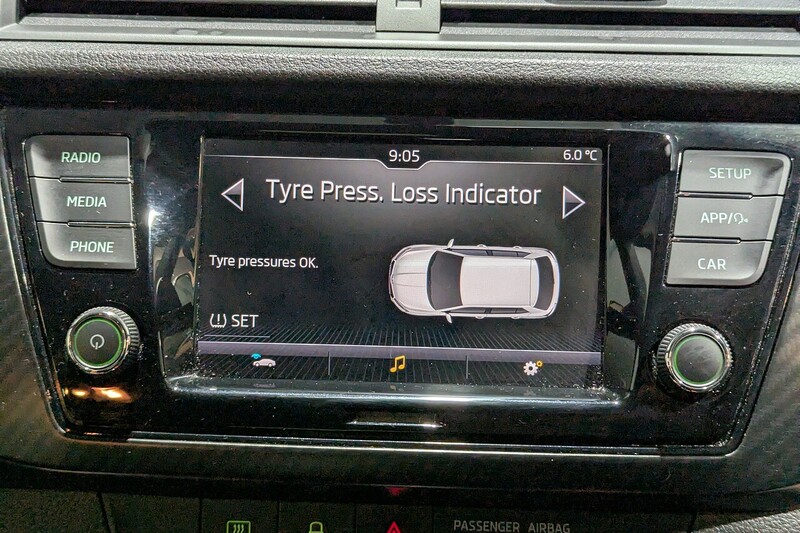 9:05
6.0 °C
RADIO
MEDIA
PHONE
Tyre Press. Loss Indicator
Tyre pressures OK.
SET
SETUP
APP/
CAR
PASSENGER AIRBAG